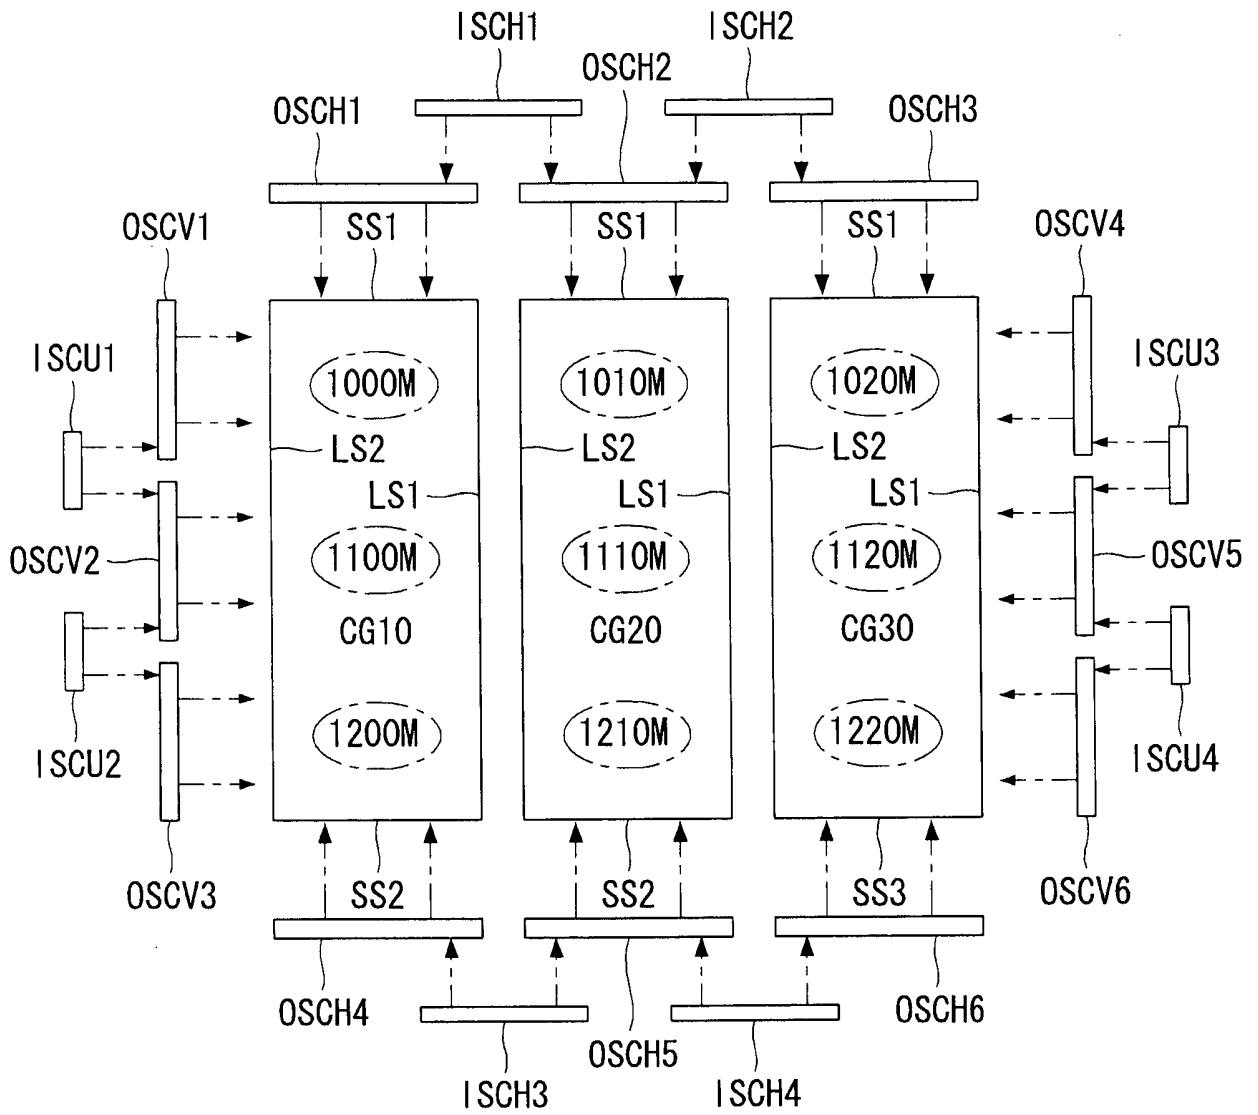 ISCH1 ISCH2
OSCH2
OSCH1 OSCH3
OSCV1 SS1 SS1 SS1 OSCV4
ISCU1 1000M 1010M 1020M ISCU3
LS2 LS2 LS2
LS1 LS1 LS1
OSCV2 1100M 1110M 1120M OSCV5
CG10 CG20 CG30
1200M 1210M 1220M
ISCU2 ISCU4
OSCV3 SS2 SS2 SS3 OSCV6
OSCH4 OSCH6
OSCH5
ISCH3 ISCH4